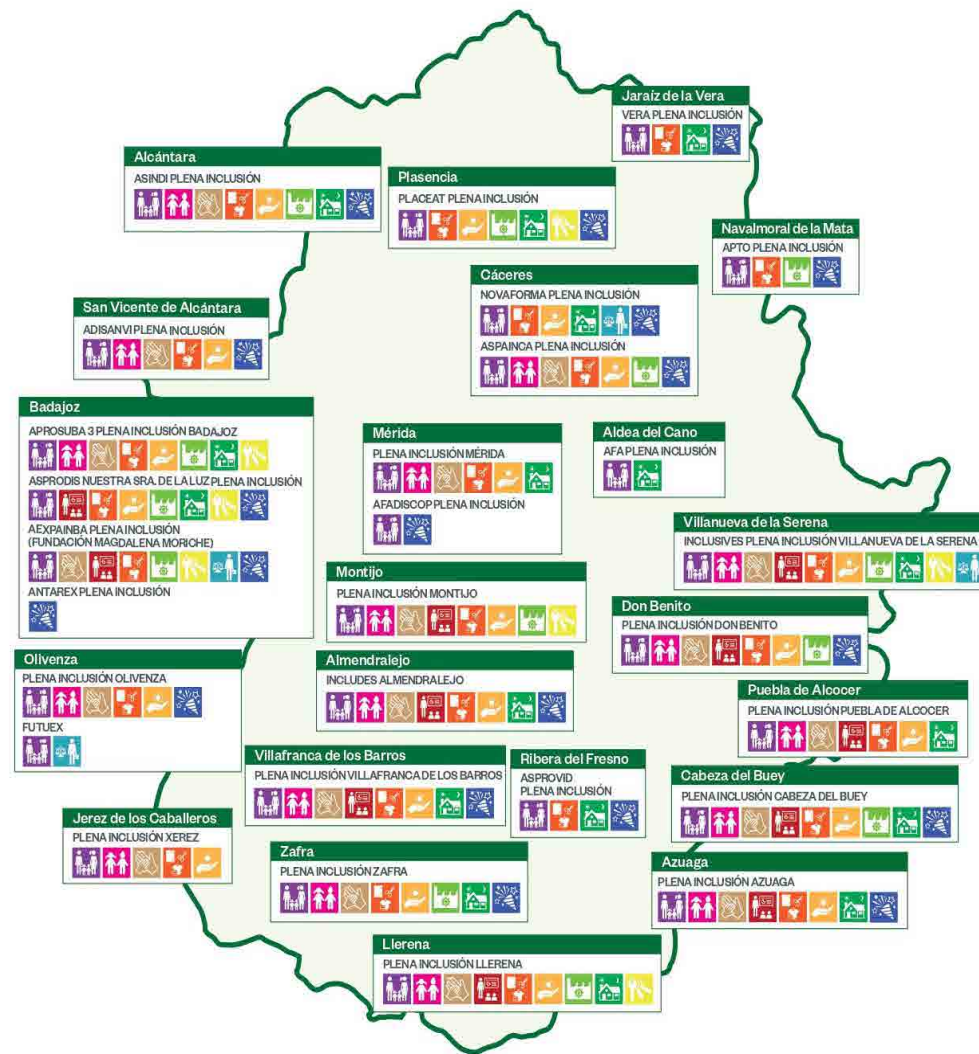 Jaraíz de la Vera
VERA PLENA INCLUSIÓN
Alcántara
ASINDI PLENA INCLUSIÓN
Plasencia
PLACEAT PLENA INCLUSIÓN
Navalmoral de la Mata
APTO PLENA INCLUSIÓN
Cáceres
NOVAFORMA PLENA INCLUSIÓN
ASPAINCA PLENA INCLUSIÓN
San Vicente de Alcántara
ADISANVI PLENA INCLUSIÓN
Badajoz
APROSUBA 3 PLENA INCLUSIÓN BADAJOZ
ASPRODIS NUESTRA SRA. DE LA LUZ PLENA INCLUSIÓN
AEXPAINBA PLENA INCLUSIÓN
(FUNDACIÓN MAGDALENA MORICHE)
ANTAREX PLENA INCLUSIÓN
Mérida
PLENA INCLUSIÓN MÉRIDA
AFADISCOP PLENA INCLUSIÓN
Aldea del Cano
AFA PLENA INCLUSIÓN
Villanueva de la Serena
INCLUSIVES PLENA INCLUSIÓN VILLANUEVA DE LA SERENA
Montijo
PLENA INCLUSIÓN MONTIJO
Don Benito
PLENA INCLUSIÓN DON BENITO
Olivenza
PLENA INCLUSIÓN OLIVENZA
FUTUEX
Almendralejo
INCLUDES ALMENDRALEJO
Puebla de Alcocer
PLENA INCLUSIÓN PUEBLA DE ALCOCER
Villafranca de los Barros
PLENA INCLUSIÓN VILLAFRANCA DE LOS BARROS
Ribera del Fresno
ASPROVID
PLENA INCLUSIÓN
Cabeza del Buey
PLENA INCLUSIÓN CABEZA DEL BUEY
Jerez de los Caballeros
PLENA INCLUSIÓN XEREZ
Zafra
PLENA INCLUSIÓN ZAFRA
Azuaga
PLENA INCLUSIÓN AZUAGA
Llerena
PLENA INCLUSIÓN LLERENA